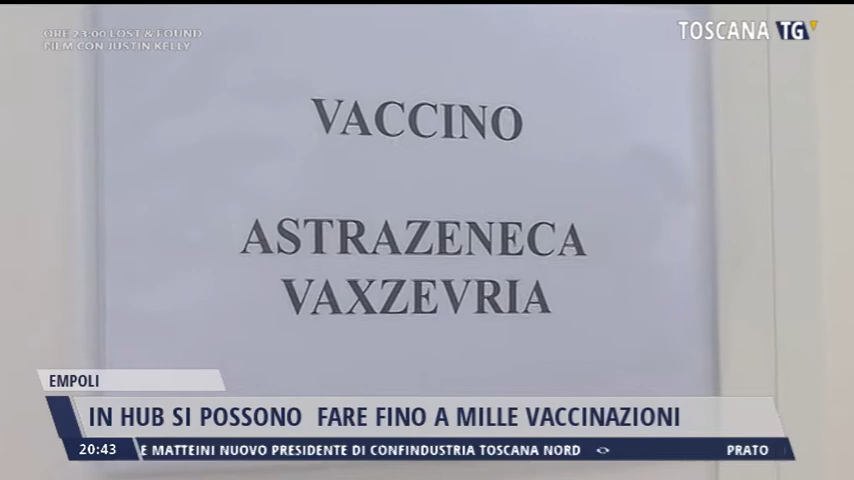 ORE 23:00 LOST & FOUND
FILM CON JUSTIN KELLY
TOSCANA TG
VACCINO
ASTRAZENECA
VAXZEVRIA
EMPOLI
IN HUB SI POSSONO FARE FINO A MILLE VACCINAZIONI
20:43 E MATTEINI NUOVO PRESIDENTE DI CONFINDUSTRIA TOSCANA NORD PRATO